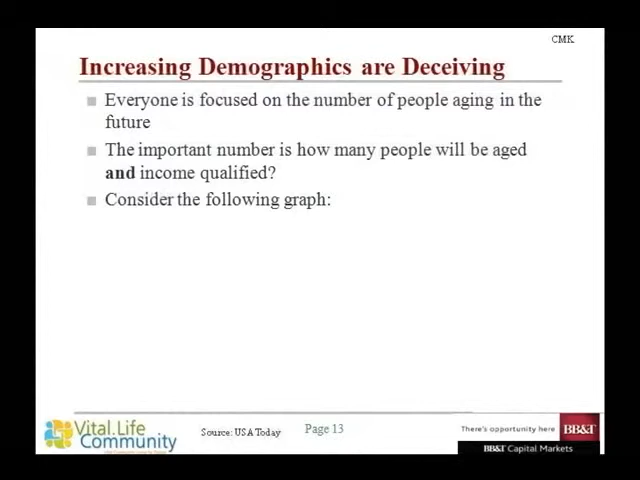 CMK
Increasing Demographics are Deceiving
Everyone is focused on the number of people aging in the
future
The important number is how many people will be aged
and income qualified?
Consider the following graph:
Vital.Life
Community
Source: USA Today
Page 13
There's opportunity here
BB&T
BB&T Capital Markets